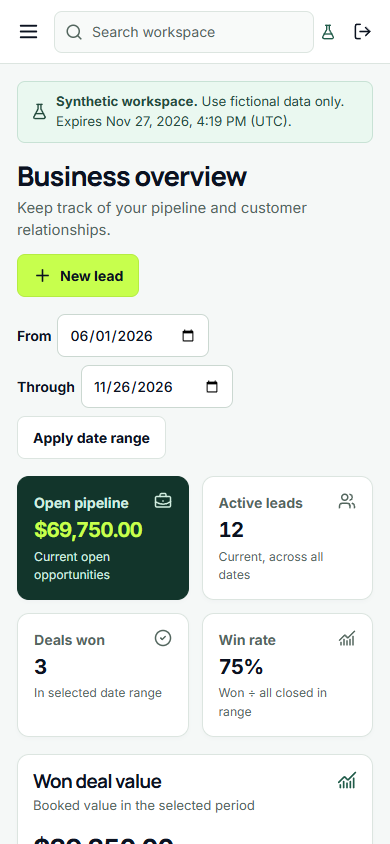 Search workspace
Synthetic workspace. Use fictional data only.
Expires Nov 27, 2026, 4:19 PM (UTC).
Business overview
Keep track of your pipeline and customer
relationships.
New lead
From 06/01/2026
Through 11/26/2026
Apply date range
Open pipeline
$69,750.00
Current open
opportunities
Active leads
12
Current, across all
dates
Deals won
3
In selected date range
Win rate
75%
Won ÷ all closed in
range
Won deal value
Booked value in the selected period